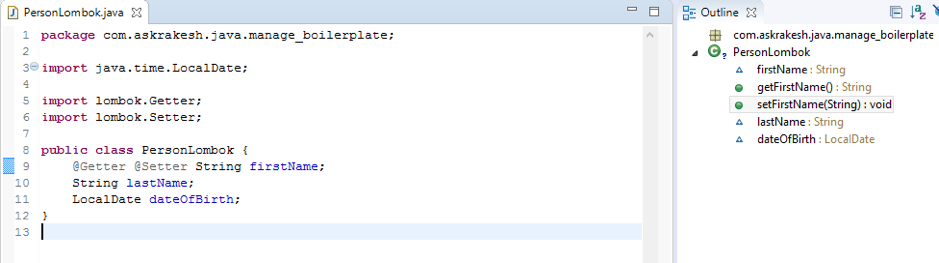 PersonLombok.java
1 package com.askrakesh.java.manage_boilerplate;
2
3 import java.time.LocalDate;
4
5 import lombok.Getter;
6 import lombok.Setter;
7
8 public class PersonLombok {
9 @Getter @Setter String firstName;
10 String lastName;
11 LocalDate dateOfBirth;
12 }
13
Outline
com.askrakesh.java.manage_boilerplate
PersonLombok
firstName : String
getFirstName() : String
setFirstName(String) : void
lastName : String
dateOfBirth : LocalDate